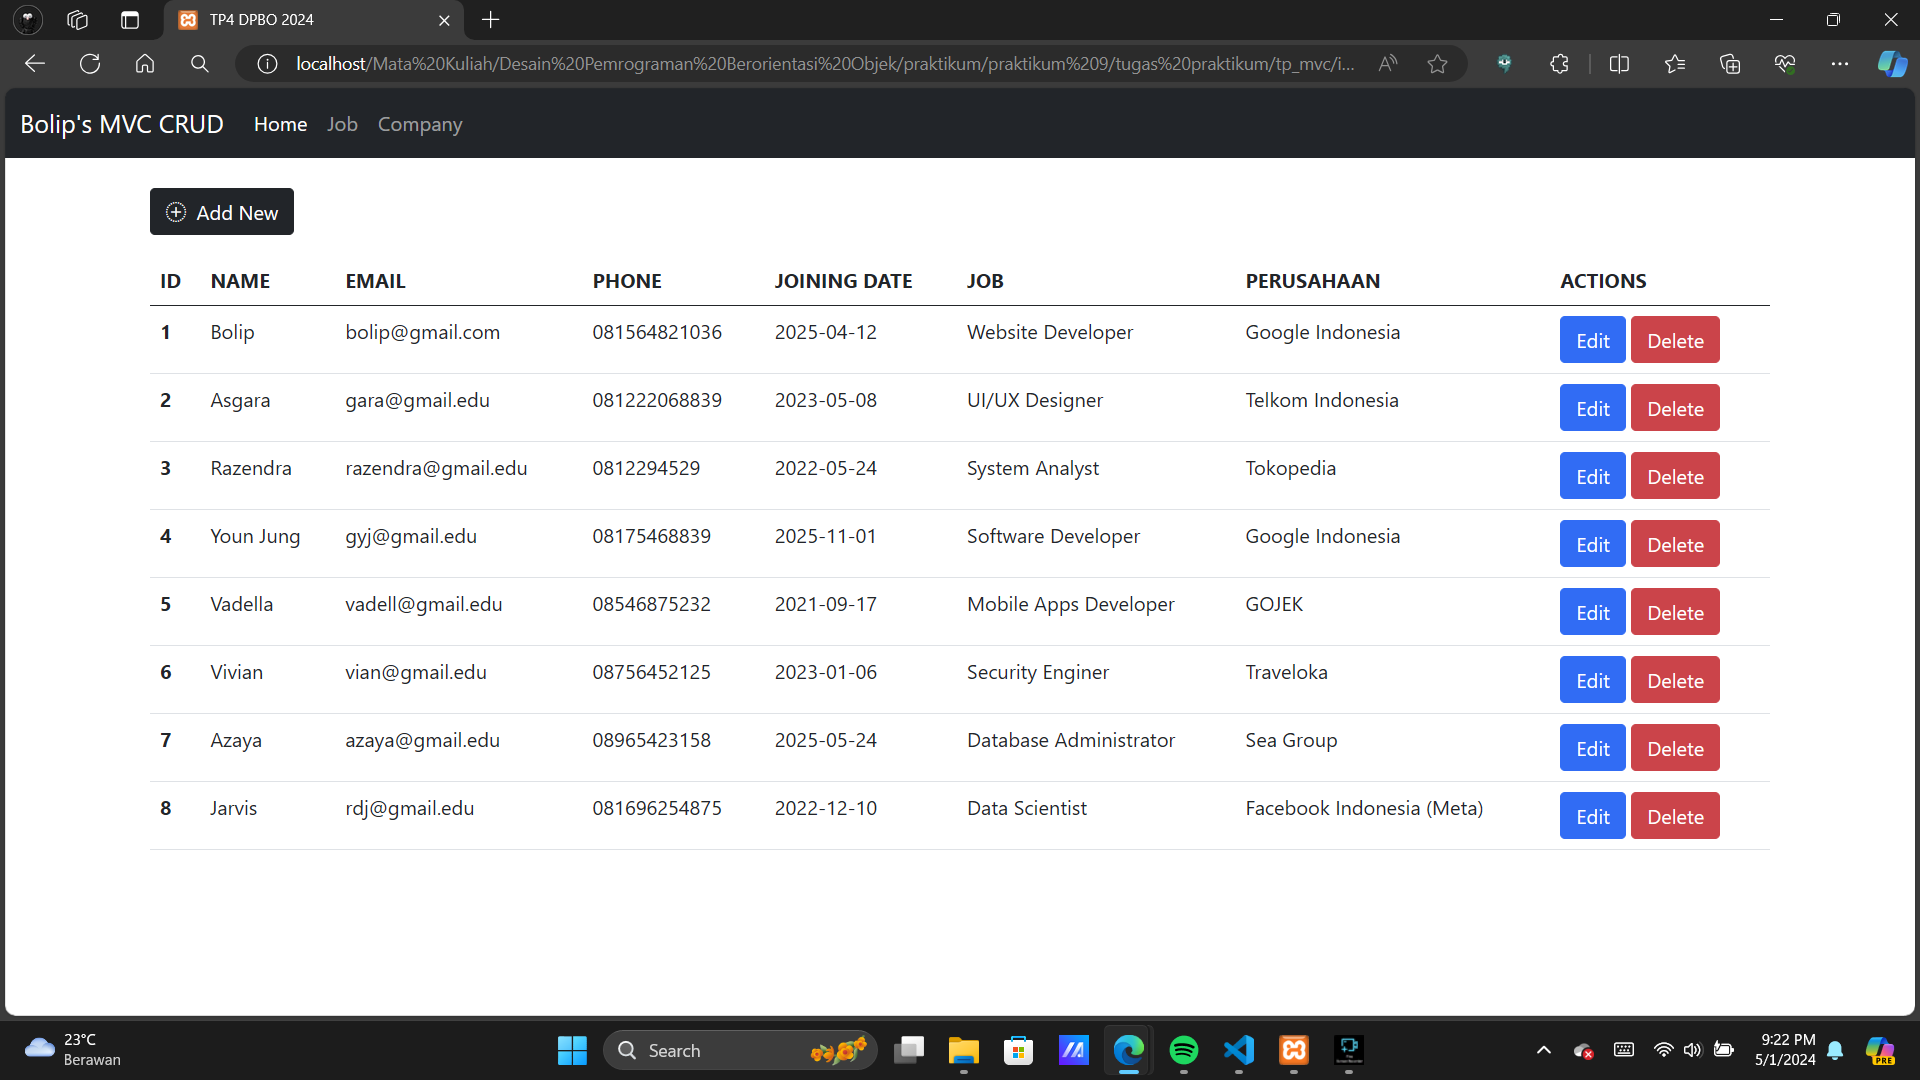 TP4 DPBO 2024
localhost/Mata%20Kuliah/Desain%20Pemrograman%20Berorientasi%20Objek/praktikum/praktikum%209/tugas%20praktikum/tp_mvc/i...
Bolip's MVC CRUD Home Job Company
Add New
ID NAME EMAIL PHONE JOINING DATE JOB PERUSAHAAN ACTIONS
1 Bolip bolip@gmail.com 081564821036 2025-04-12 Website Developer Google Indonesia Edit Delete
2 Asgara gara@gmail.edu 081222068839 2023-05-08 UI/UX Designer Telkom Indonesia Edit Delete
3 Razendra razendra@gmail.edu 0812294529 2022-05-24 System Analyst Tokopedia Edit Delete
4 Youn Jung gyj@gmail.edu 08175468839 2025-11-01 Software Developer Google Indonesia Edit Delete
5 Vadella vadell@gmail.edu 08546875232 2021-09-17 Mobile Apps Developer GOJEK Edit Delete
6 Vivian vian@gmail.edu 08756452125 2023-01-06 Security Enginer Traveloka Edit Delete
7 Azaya azaya@gmail.edu 08965423158 2025-05-24 Database Administrator Sea Group Edit Delete
8 Jarvis rdj@gmail.edu 081696254875 2022-12-10 Data Scientist Facebook Indonesia (Meta) Edit Delete
23°C
Berawan
Search
9:22 PM
5/1/2024
PRE